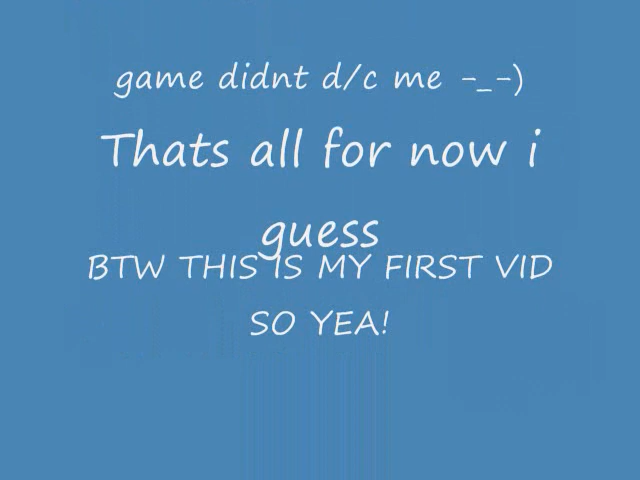 game didnt d/c me -_-)
Thats all for now i
guess
BTW THIS IS MY FIRST VID
SO YEA!